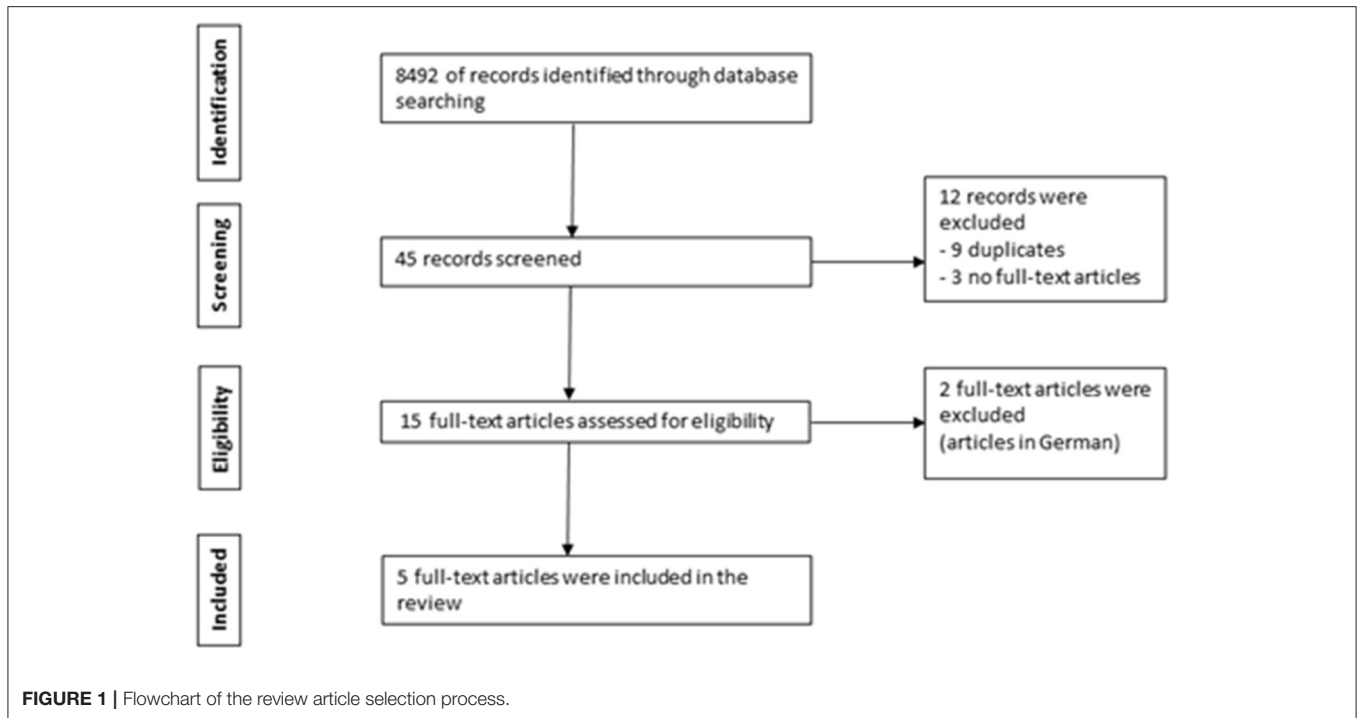 Identification
8492 of records identified through database
searching
Screening
45 records screened
12 records were
excluded
- 9 duplicates
- 3 no full-text articles
Eligibility
15 full-text articles assessed for eligibility
2 full-text articles were
excluded
(articles in German)
Included
5 full-text articles were included in the
review
FIGURE 1 | Flowchart of the review article selection process.